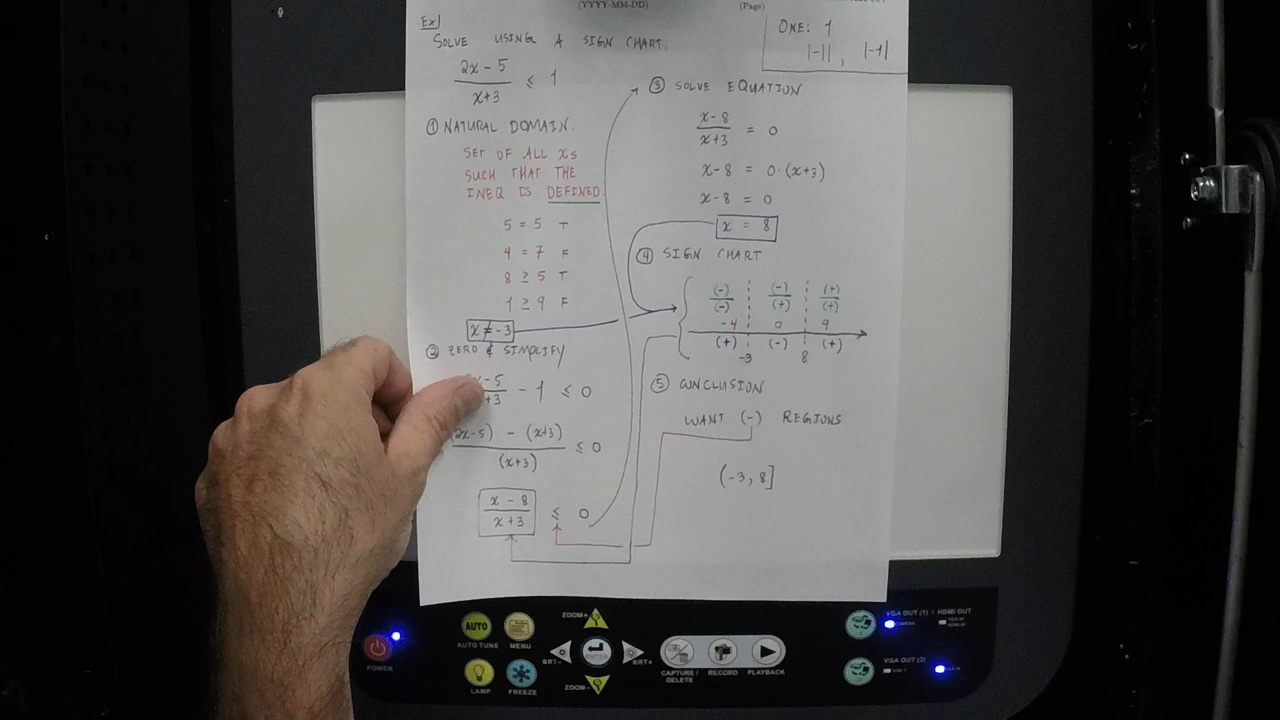 (YYYY-MM-DD)
(Page)
Ex)
SOLVE USING A SIGN CHART.
2x - 5 / x+3 ≤ 1
① NATURAL DOMAIN.
SET OF ALL Xs
SUCH THAT THE
INEQ IS DEFINED.
5 = 5 T
4 = 7 F
8 ≥ 5 T
1 ≥ 9 F
x ≠ -3
② ZERO & SIMPLIFY
x-5 / +3 - 1 ≤ 0
(2x-5) - (x+3) / (x+3) ≤ 0
x - 8 / x+3 ≤ 0
ONE: 1
|-1|, |-1|
③ SOLVE EQUATION
x-8 / x+3 = 0
x-8 = 0·(x+3)
x-8 = 0
x = 8
④ SIGN CHART
(-)/(-) (-)/(+) (+)/(+)
-4 0 9
(+) (-) (+)
-3 8
⑤ CONCLUSION
WANT (-) REGIONS
(-3, 8]
POWER
AUTO
AUTO TUNE
MENU
LAMP
FREEZE
ZOOM+
BRT-
ENTER
BRT+
ZOOM-
CAPTURE / DELETE
RECORD
PLAYBACK
VGA OUT (1) / HDMI OUT
VGA OUT (2)